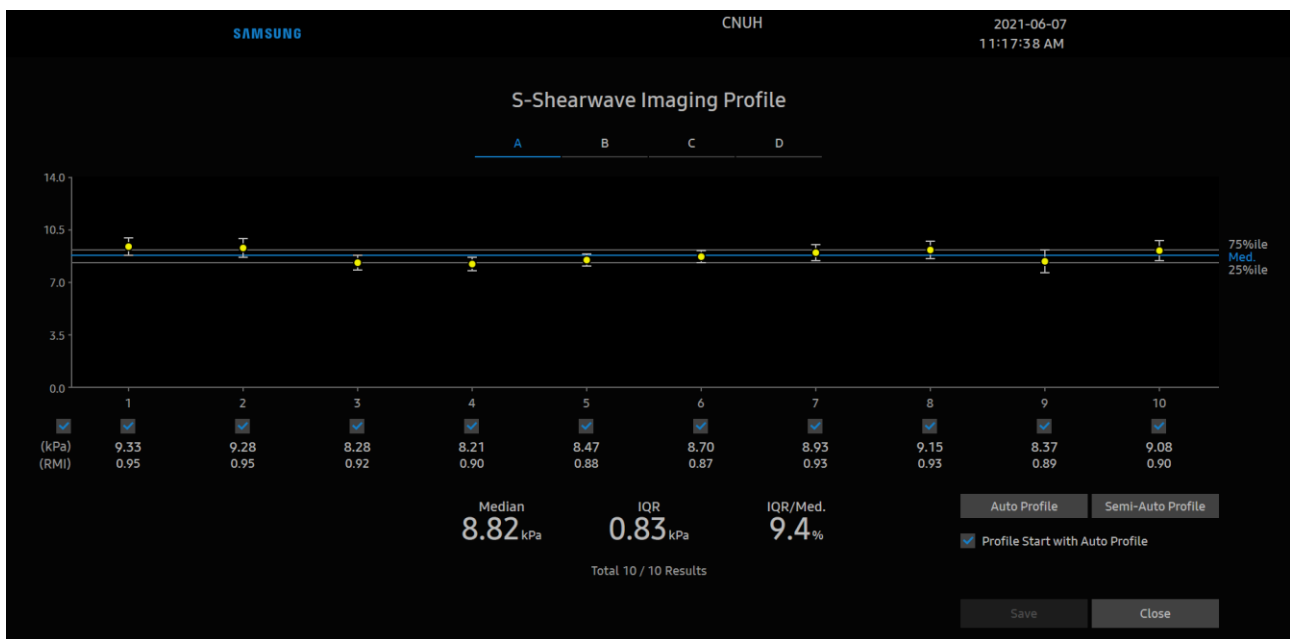 SAMSUNG CNUH 2021-06-07
11:17:38 AM
S-Shearwave Imaging Profile
A B C D
14.0
10.5
75%ile
Med.
25%ile
7.0
3.5
0.0
1 2 3 4 5 6 7 8 9 10
(kPa) 9.33 9.28 8.28 8.21 8.47 8.70 8.93 9.15 8.37 9.08
(RMI) 0.95 0.95 0.92 0.90 0.88 0.87 0.93 0.93 0.89 0.90
Median IQR IQR/Med.
8.82 kPa 0.83 kPa 9.4 %
Auto Profile Semi-Auto Profile
Profile Start with Auto Profile
Total 10 / 10 Results
Save Close